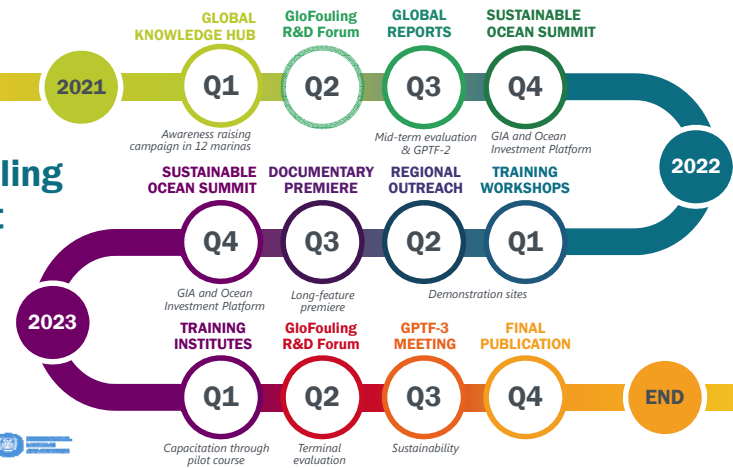 GLOBAL
KNOWLEDGE HUB
GloFouling
R&D Forum
GLOBAL
REPORTS
SUSTAINABLE
OCEAN SUMMIT
2021
Q1
Q2
Q3
Q4
Awareness raising
campaign in 12 marinas
Mid-term evaluation
& GPTF-2
GIA and Ocean
Investment Platform
2022
ling
SUSTAINABLE
OCEAN SUMMIT
DOCUMENTARY
PREMIERE
REGIONAL
OUTREACH
TRAINING
WORKSHOPS
Q4
Q3
Q2
Q1
GIA and Ocean
Investment Platform
Long-feature
premiere
Demonstration sites
2023
TRAINING
INSTITUTES
GloFouling
R&D Forum
GPTF-3
MEETING
FINAL
PUBLICATION
Q1
Q2
Q3
Q4
END
Capacitation through
pilot course
Terminal
evaluation
Sustainability